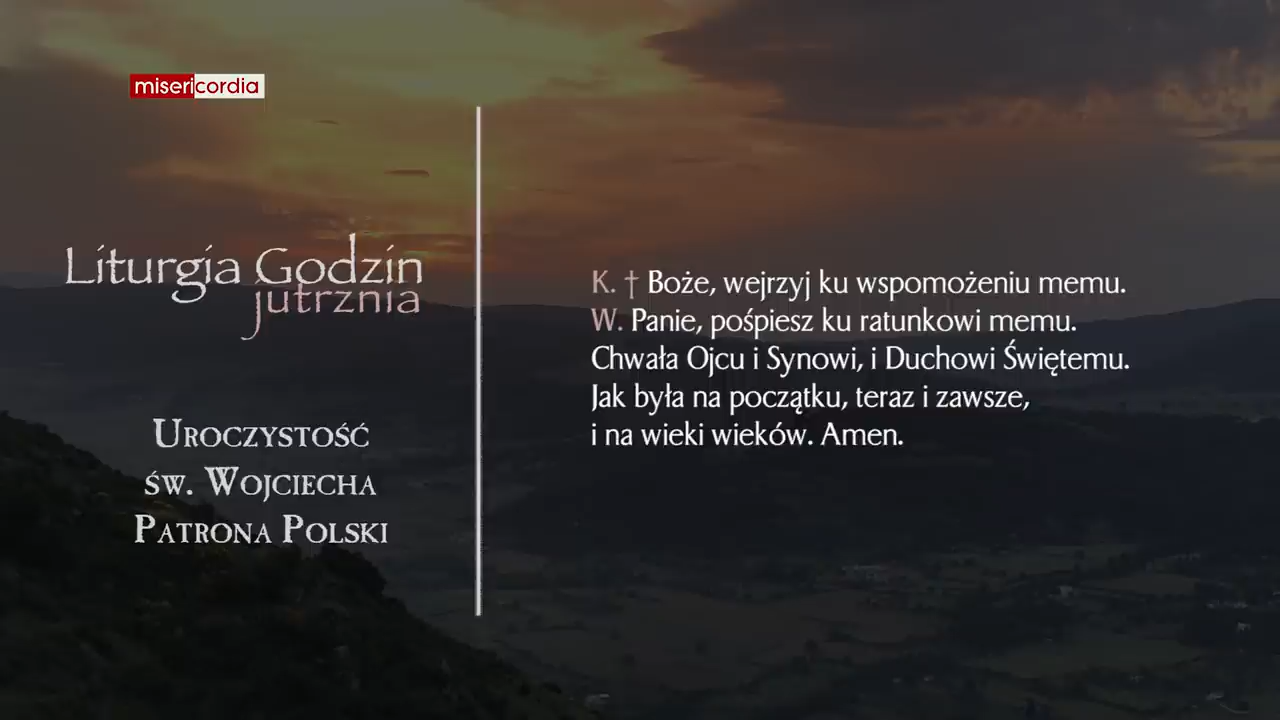 misericordia
Liturgia Godzin
jutrznia
Uroczystość
św. Wojciecha
Patrona Polski
K. † Boże, wejrzyj ku wspomożeniu memu.
W. Panie, pośpiesz ku ratunkowi memu.
Chwała Ojcu i Synowi, i Duchowi Świętemu.
Jak była na początku, teraz i zawsze,
i na wieki wieków. Amen.